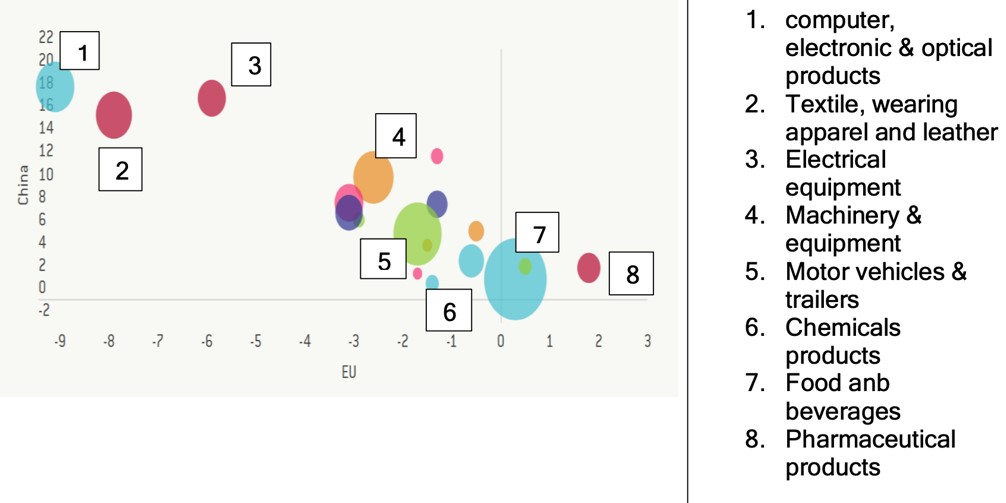 22
20
18
16
14
12
10
8
6
4
2
0
-2
China
-9 -8 -7 -6 -5 -4 -3 -2 -1 0 1 2 3
EU
1
2
3
4
5
6
7
8
1. computer,
electronic & optical
products
2. Textile, wearing
apparel and leather
3. Electrical
equipment
4. Machinery &
equipment
5. Motor vehicles &
trailers
6. Chemicals
products
7. Food anb
beverages
8. Pharmaceutical
products